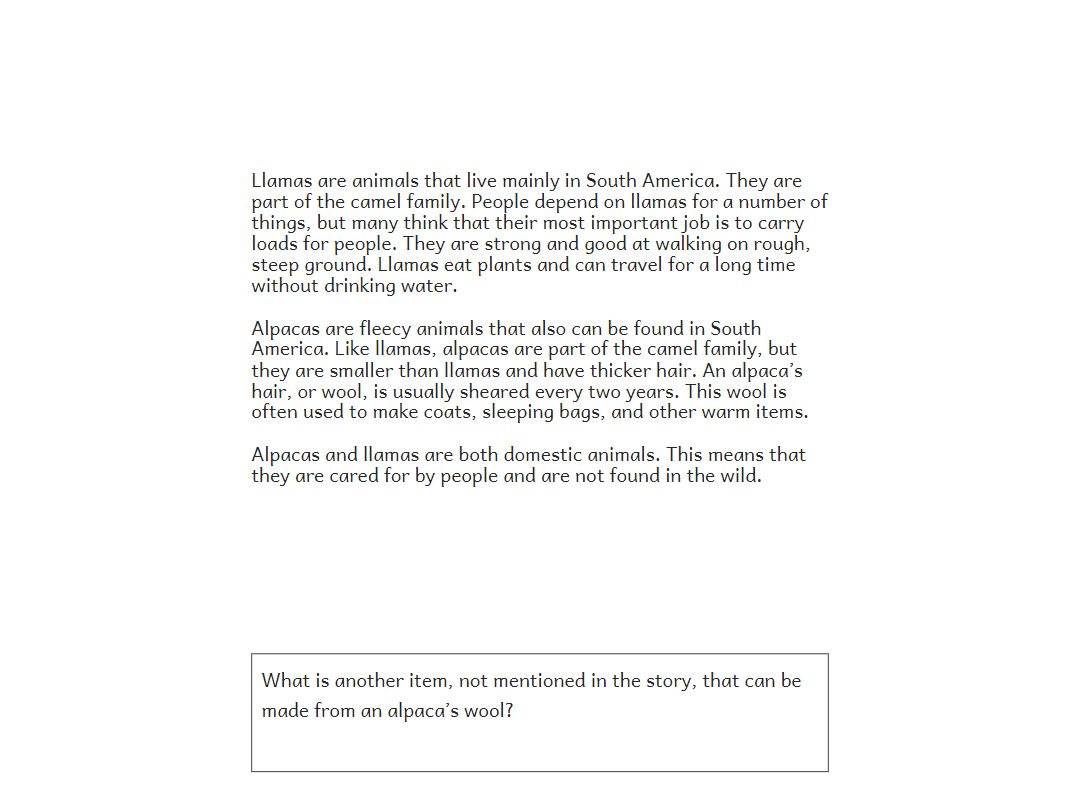 Llamas are animals that live mainly in South America. They are
part of the camel family. People depend on llamas for a number of
things, but many think that their most important job is to carry
loads for people. They are strong and good at walking on rough,
steep ground. Llamas eat plants and can travel for a long time
without drinking water.
Alpacas are fleecy animals that also can be found in South
America. Like llamas, alpacas are part of the camel family, but
they are smaller than llamas and have thicker hair. An alpaca’s
hair, or wool, is usually sheared every two years. This wool is
often used to make coats, sleeping bags, and other warm items.
Alpacas and llamas are both domestic animals. This means that
they are cared for by people and are not found in the wild.
What is another item, not mentioned in the story, that can be
made from an alpaca’s wool?